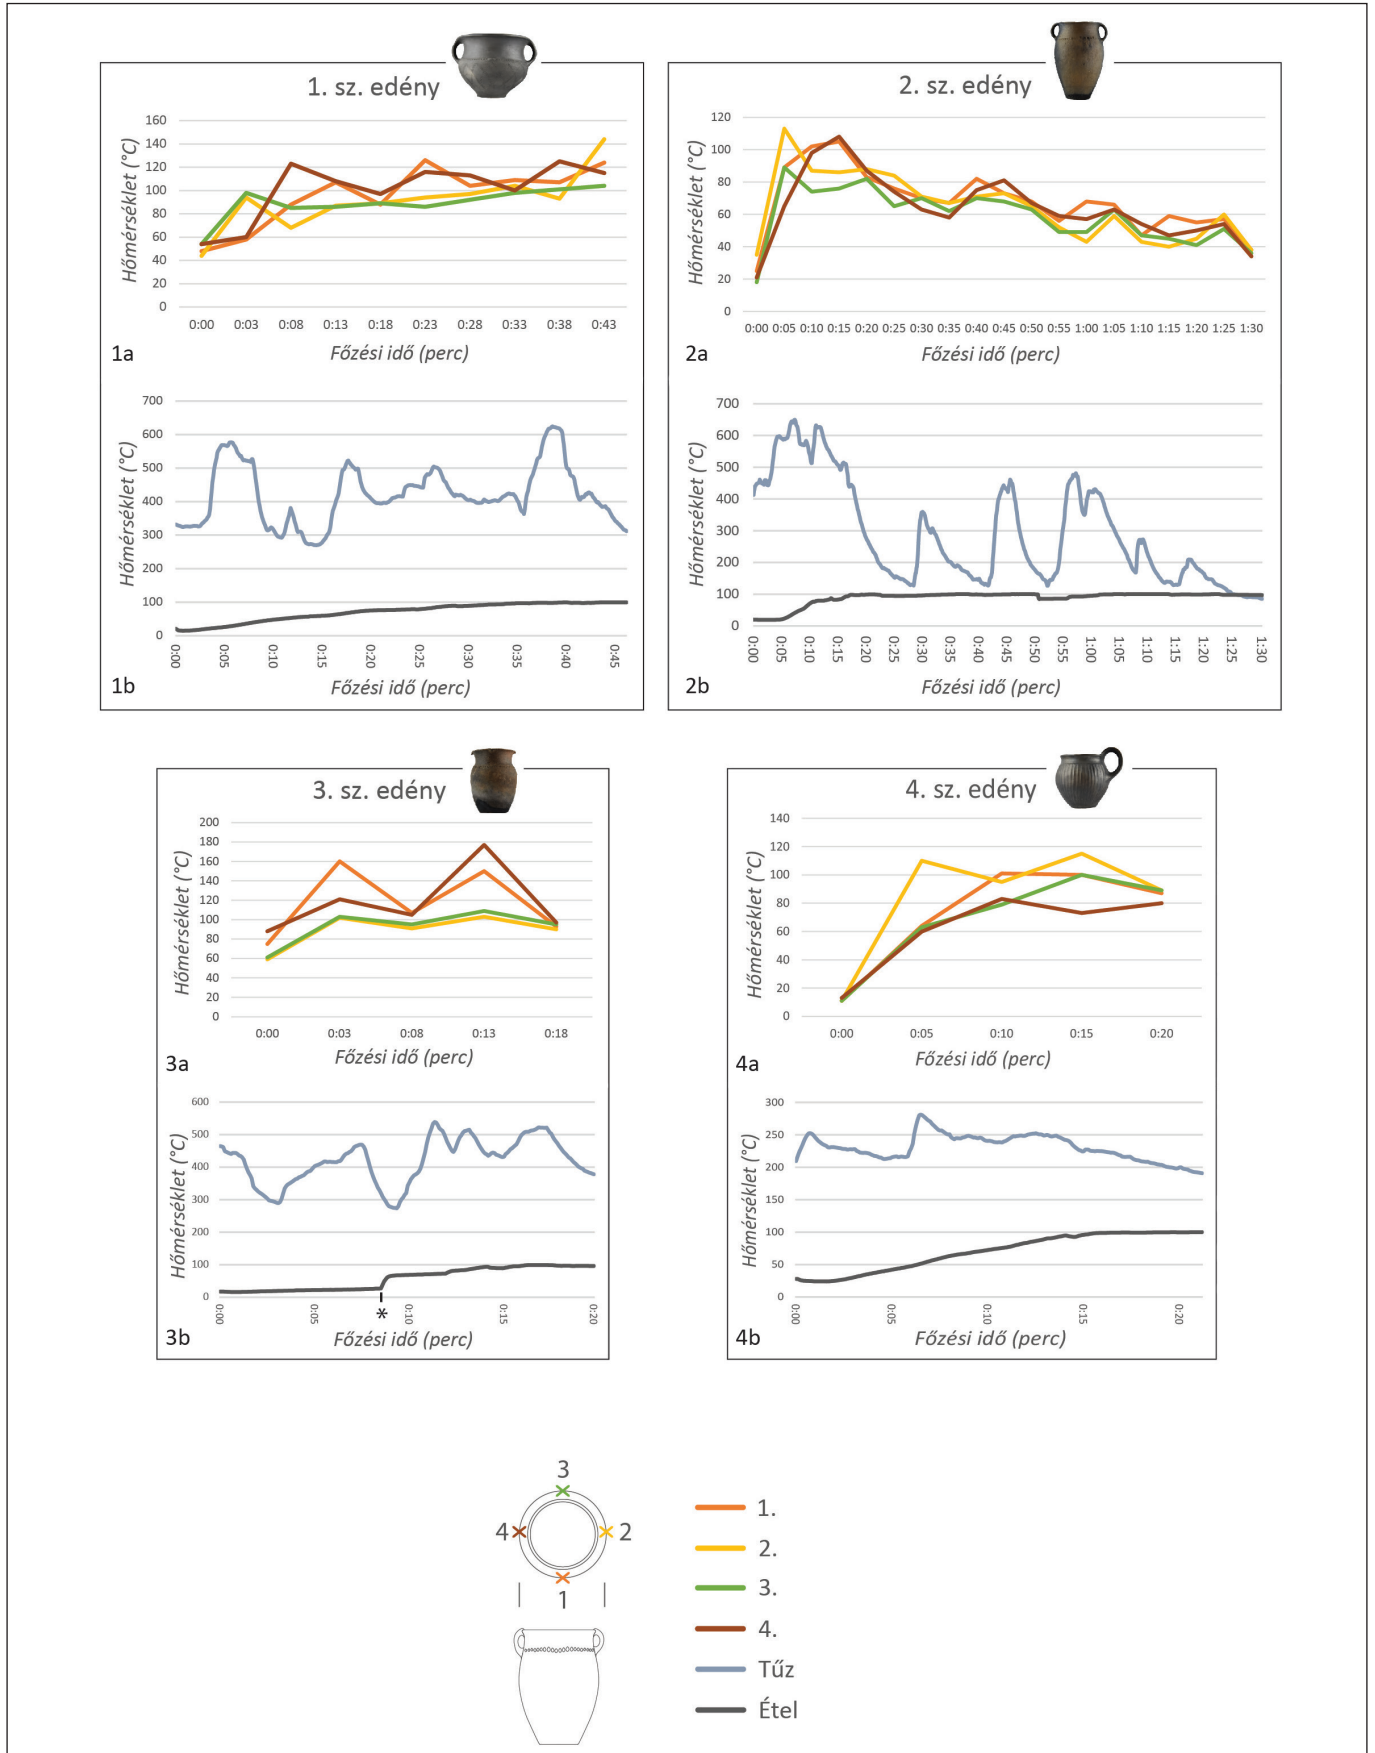 1. sz. edény
Hőmérséklet (°C)
160
140
120
100
80
60
40
20
0
0:00 0:03 0:08 0:13 0:18 0:23 0:28 0:33 0:38 0:43
1a
Főzési idő (perc)
Hőmérséklet (°C)
700
600
500
400
300
200
100
0
0:00 0:05 0:10 0:15 0:20 0:25 0:30 0:35 0:40 0:45
1b
Főzési idő (perc)
2. sz. edény
Hőmérséklet (°C)
120
100
80
60
40
20
0
0:00 0:05 0:10 0:15 0:20 0:25 0:30 0:35 0:40 0:45 0:50 0:55 1:00 1:05 1:10 1:15 1:20 1:25 1:30
2a
Főzési idő (perc)
Hőmérséklet (°C)
700
600
500
400
300
200
100
0
0:00 0:05 0:10 0:15 0:20 0:25 0:30 0:35 0:40 0:45 0:50 0:55 1:00 1:05 1:10 1:15 1:20 1:25 1:30
2b
Főzési idő (perc)
3. sz. edény
Hőmérséklet (°C)
200
180
160
140
120
100
80
60
40
20
0
0:00 0:03 0:08 0:13 0:18
3a
Főzési idő (perc)
Hőmérséklet (°C)
600
500
400
300
200
100
0
0:00 0:05 * 0:10 0:15 0:20
3b
Főzési idő (perc)
4. sz. edény
Hőmérséklet (°C)
140
120
100
80
60
40
20
0
0:00 0:05 0:10 0:15 0:20
4a
Főzési idő (perc)
Hőmérséklet (°C)
300
250
200
150
100
50
0
0:00 0:05 0:10 0:15 0:20
4b
Főzési idő (perc)
3
4 2
1
1.
2.
3.
4.
Tűz
Étel